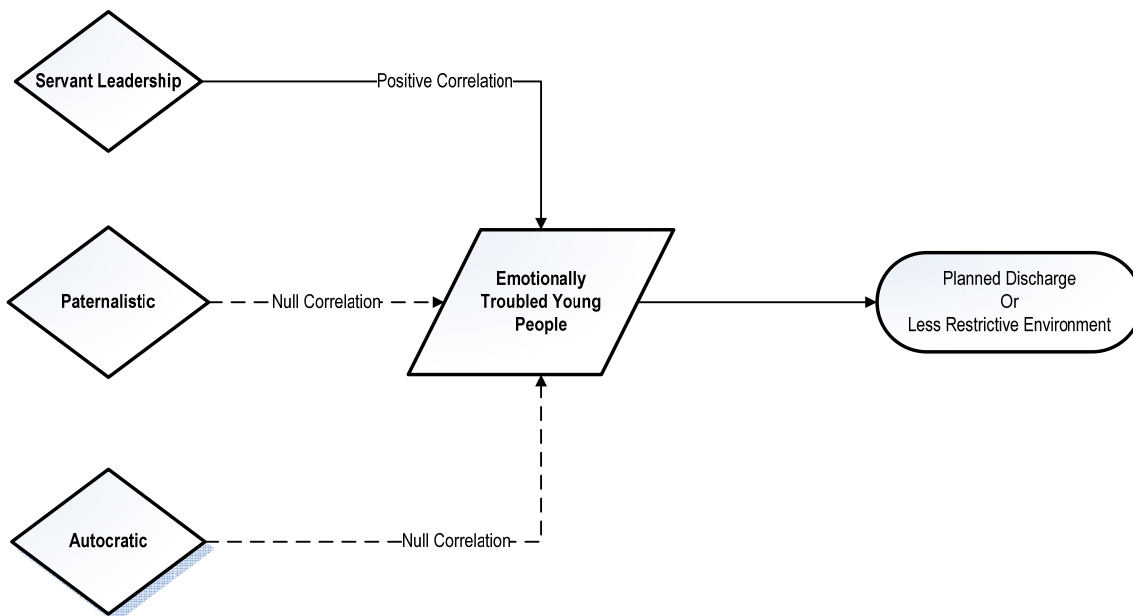 Servant Leadership
Positive Correlation
Paternalistic
Null Correlation
Emotionally
Troubled Young
People
Planned Discharge
Or
Less Restrictive Environment
Autocratic
Null Correlation